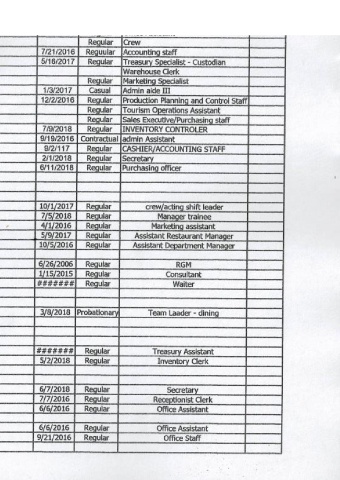 Regular Crew
7/21/2016 Reguular Accounting staff
5/16/2017 Regular Treasury Specialist - Custodian
Warehouse Clerk
Regular Marketing Specialist
1/3/2017 Casual Admin aide III
12/2/2016 Regular Production Planning and Control Staff
Regular Tourism Operations Assistant
Regular Sales Executive/Purchasing staff
7/9/2018 Regular INVENTORY CONTROLER
9/19/2016 Contractual admin Assistant
9/2/117 Regular CASHIER/ACCOUNTING STAFF
2/1/2018 Regular Secretary
6/11/2018 Regular Purchasing officer
10/1/2017 Regular crew/acting shift leader
7/5/2018 Regular Manager trainee
4/1/2016 Regular Marketing assistant
5/9/2017 Regular Assistant Restaurant Manager
10/5/2016 Regular Assistant Department Manager
6/26/2006 Regular RGM
1/15/2015 Regular Consultant
####### Regular Waiter
3/8/2018 Probationary Team Laader - dining
####### Regular Treasury Assistant
5/2/2018 Regular Inventory Clerk
6/7/2018 Regular Secretary
7/7/2016 Regular Receptionist Clerk
6/6/2016 Regular Office Assistant
6/6/2016 Regular Office Assistant
9/21/2016 Regular Office Staff